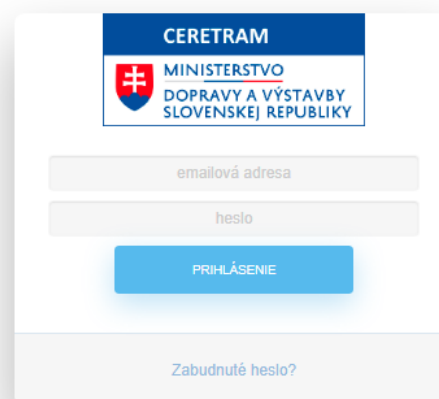 CERETRAM
MINISTERSTVO
DOPRAVY A VÝSTAVBY
SLOVENSKEJ REPUBLIKY
emailová adresa
heslo
PRIHLÁSENIE
Zabudnuté heslo?